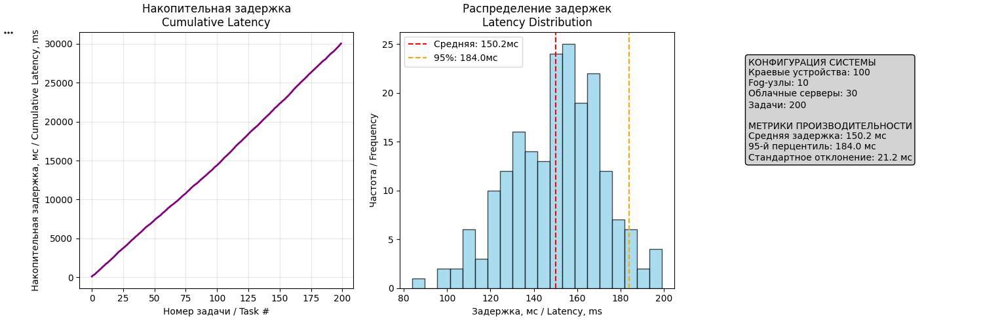 Накопительная задержка
Cumulative Latency
Накопительная задержка, мс / Cumulative Latency, ms
30000
25000
20000
15000
10000
5000
0
0 25 50 75 100 125 150 175 200
Номер задачи / Task #
Распределение задержек
Latency Distribution
Средняя: 150.2мс
95%: 184.0мс
Частота / Frequency
25
20
15
10
5
0
80 100 120 140 160 180 200
Задержка, мс / Latency, ms
КОНФИГУРАЦИЯ СИСТЕМЫ
Краевые устройства: 100
Fog-узлы: 10
Облачные серверы: 30
Задачи: 200
МЕТРИКИ ПРОИЗВОДИТЕЛЬНОСТИ
Средняя задержка: 150.2 мс
95-й перцентиль: 184.0 мс
Стандартное отклонение: 21.2 мс